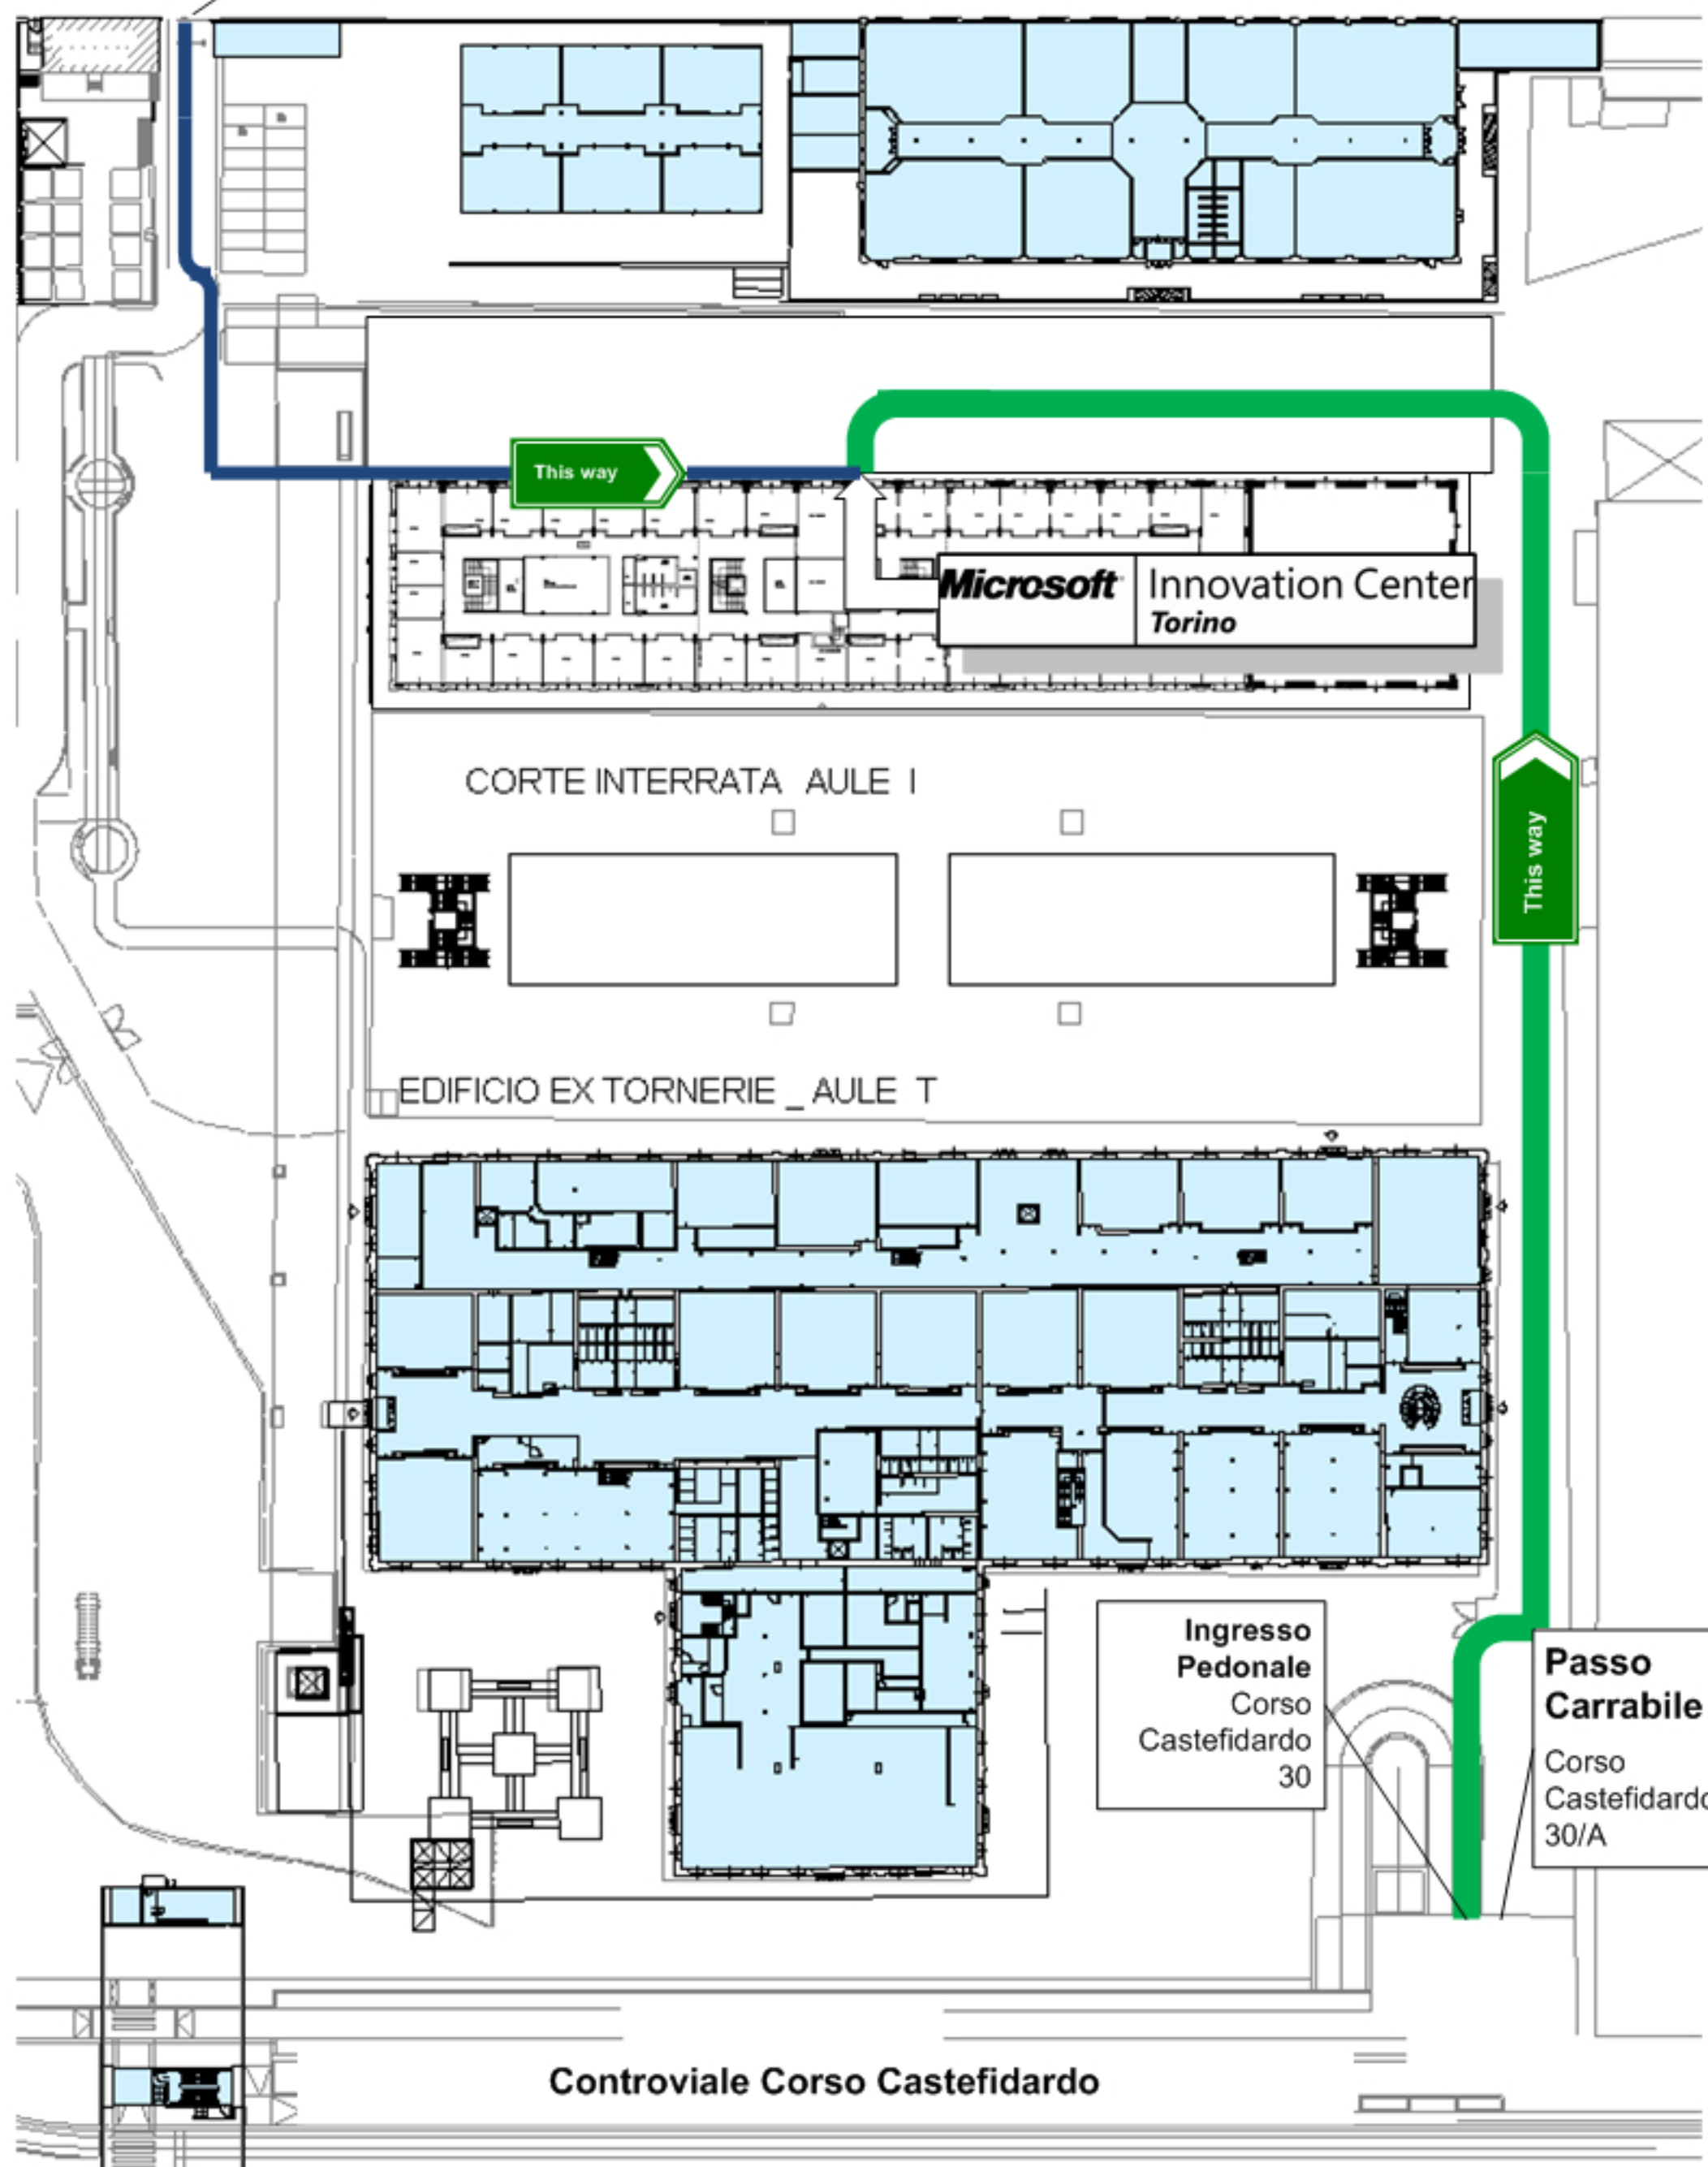 This way
Microsoft
Innovation Center
Torino
CORTE INTERRATA AULE I
This way
EDIFICIO EX TORNERIE _ AULE T
Ingresso
Pedonale
Corso
Castefidardo
30
Passo
Carrabile
Corso
Castefidardo
30/A
Controviale Corso Castefidardo